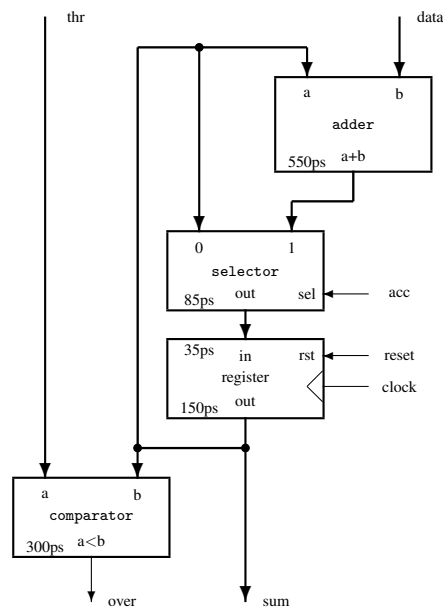 thr data
a b
adder
550ps a+b
0 1
selector
85ps out sel acc
35ps in rst reset
register clock
150ps out
a b
comparator
300ps a<b
over sum